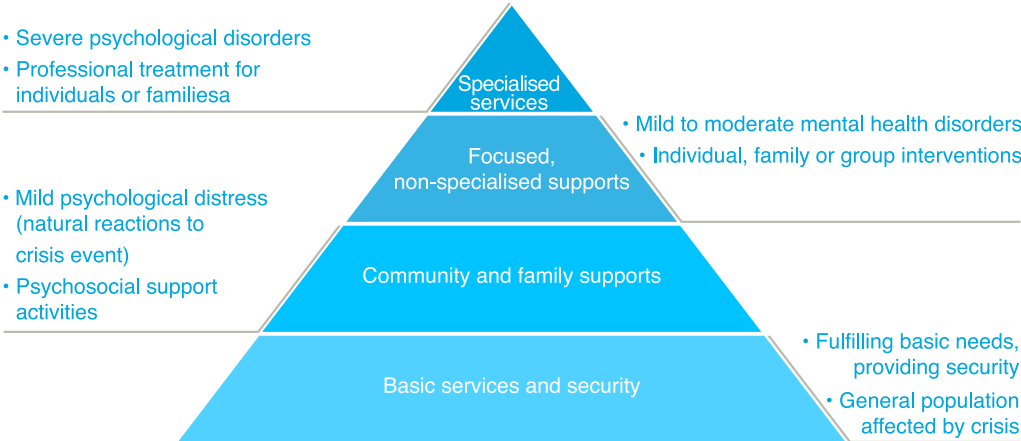 • Severe psychological disorders
• Professional treatment for
individuals or familiesa
Specialised
services
• Mild to moderate mental health disorders
• Individual, family or group interventions
Focused,
non-specialised supports
• Mild psychological distress
(natural reactions to
crisis event)
• Psychosocial support
activities
Community and family supports
• Fulfilling basic needs,
providing security
• General population
affected by crisis
Basic services and security